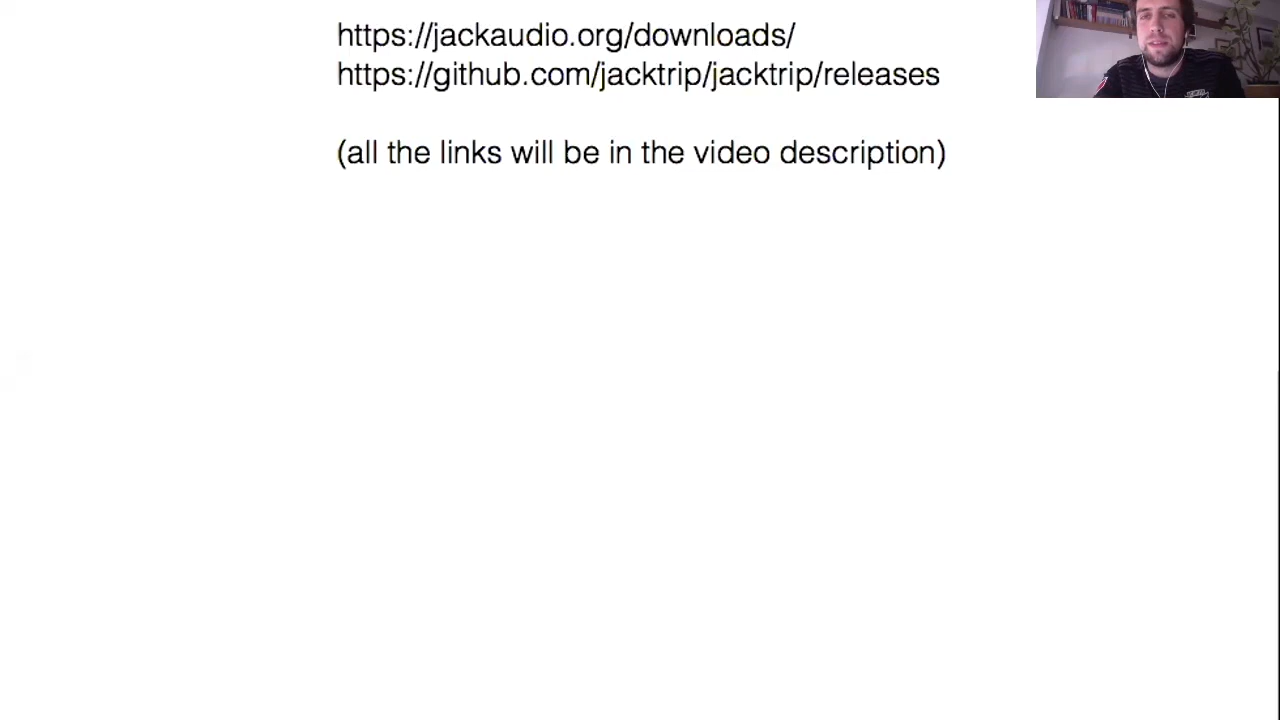 https://jackaudio.org/downloads/
https://github.com/jacktrip/jacktrip/releases
(all the links will be in the video description)